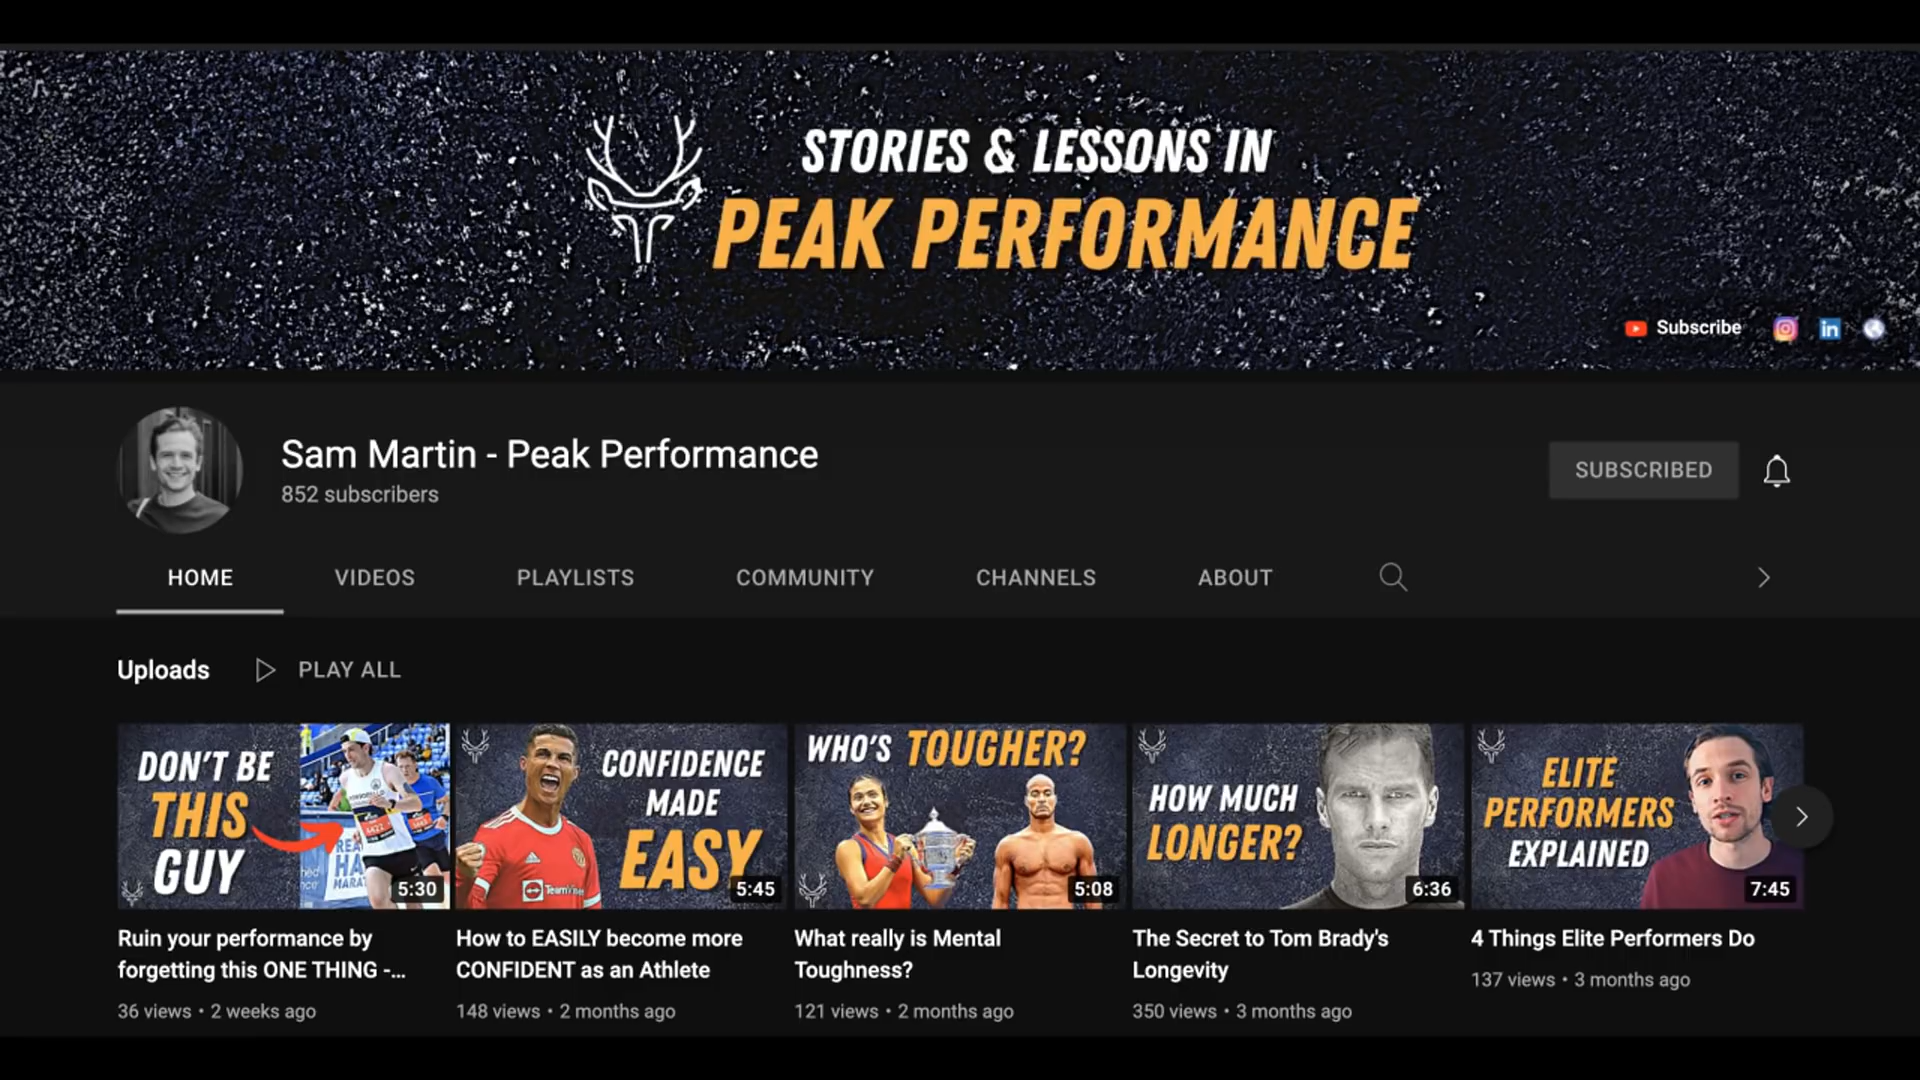 STORIES & LESSONS IN
PEAK PERFORMANCE
Subscribe
in
Sam Martin - Peak Performance
852 subscribers
SUBSCRIBED
HOME
VIDEOS
PLAYLISTS
COMMUNITY
CHANNELS
ABOUT
Uploads
PLAY ALL
DON'T BE
THIS
GUY
5:30
CONFIDENCE
MADE
EASY
5:45
WHO'S TOUGHER?
5:08
HOW MUCH
LONGER?
6:36
ELITE
PERFORMERS
EXPLAINED
7:45
Ruin your performance by
forgetting this ONE THING -...
36 views • 2 weeks ago
How to EASILY become more
CONFIDENT as an Athlete
148 views • 2 months ago
What really is Mental
Toughness?
121 views • 2 months ago
The Secret to Tom Brady's
Longevity
350 views • 3 months ago
4 Things Elite Performers Do
137 views • 3 months ago